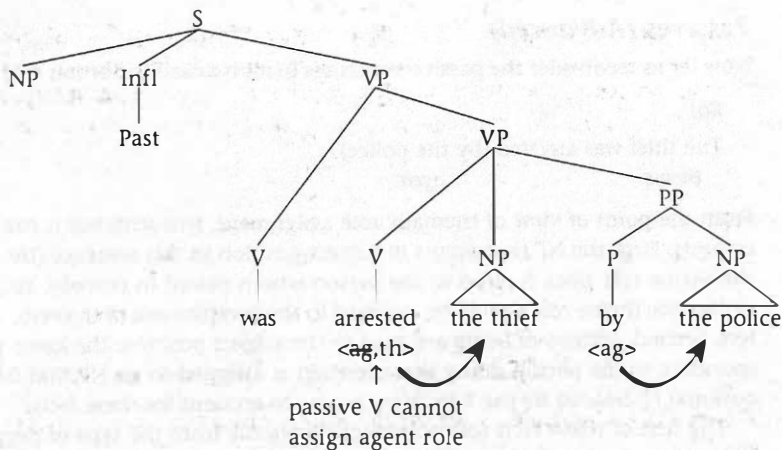 S
NP Infl VP
Past
VP
PP
V V NP P NP
was arrested the thief by the police
<ag,th> <ag>
passive V cannot
assign agent role